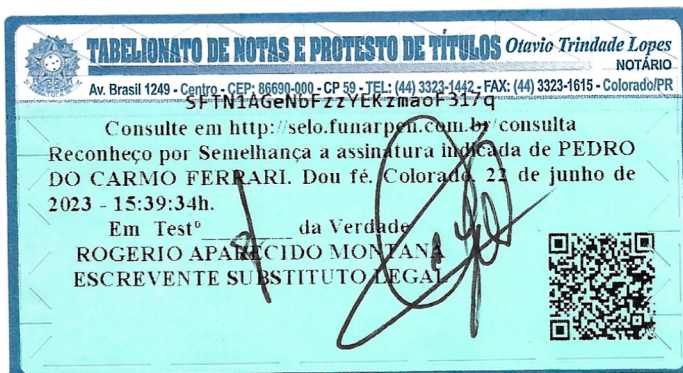 TABELIONATO DE NOTAS E PROTESTO DE TÍTULOS Otavio Trindade Lopes
NOTÁRIO
Av. Brasil 1249 - Centro - CEP: 86690-000 - CP 59 - TEL: (44) 3323-1442 - FAX: (44) 3323-1615 - Colorado/PR
SFTN1AGeNbFzzYEKzmaoF317q
Consulte em http://selo.funarpen.com.br/consulta
Reconheço por Semelhança a assinatura indicada de PEDRO
DO CARMO FERRARI. Dou fé. Colorado, 22 de junho de
2023 - 15:39:34h.
Em Testº________ da Verdade
ROGERIO APARECIDO MONTANA
ESCREVENTE SUBSTITUTO LEGAL